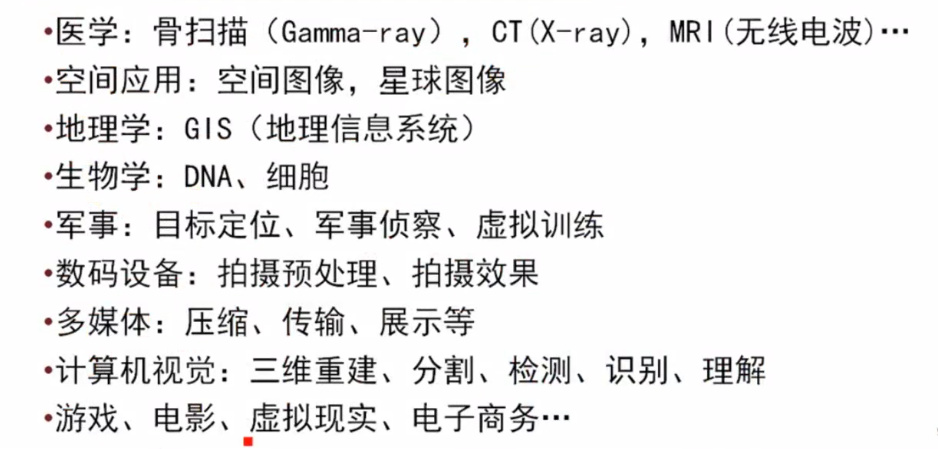 •医学：骨扫描（Gamma-ray），CT(X-ray)，MRI(无线电波)…
•空间应用：空间图像，星球图像
•地理学：GIS（地理信息系统）
•生物学：DNA、细胞
•军事：目标定位、军事侦察、虚拟训练
•数码设备：拍摄预处理、拍摄效果
•多媒体：压缩、传输、展示等
•计算机视觉：三维重建、分割、检测、识别、理解
•游戏、电影、虚拟现实、电子商务…